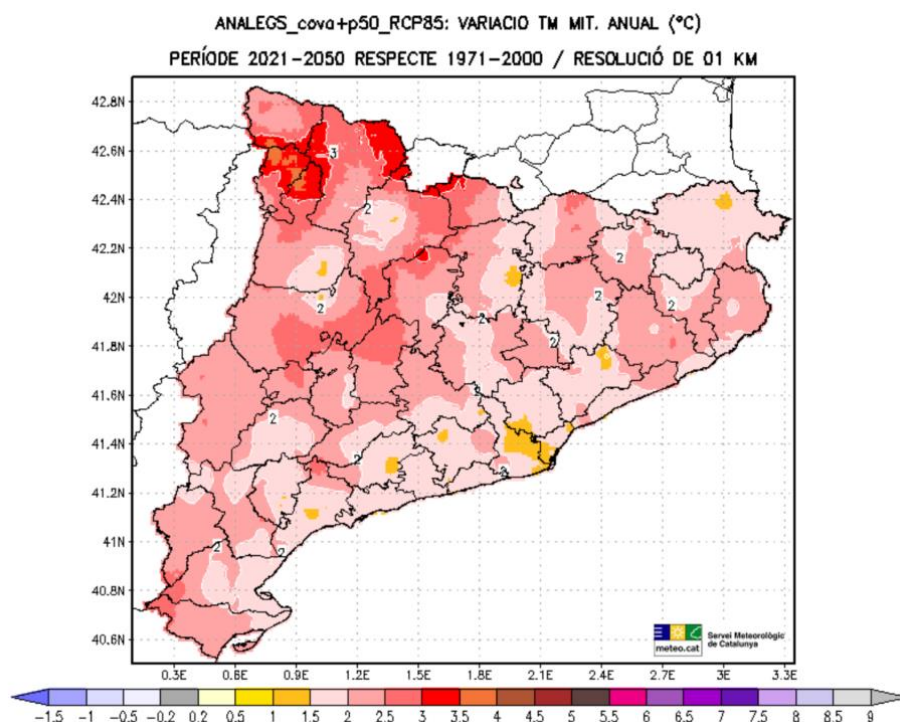 ANALEGS_cova+p50_RCP85: VARIACIO TM MIT. ANUAL (ºC)
PERÍODE 2021-2050 RESPECTE 1971-2000 / RESOLUCIÓ DE 01 KM
42.8N
42.6N
3
42.4N
2
42.2N
2
42N
2
2
2
2
41.8N
2
41.6N
2
2
41.4N
2
41.2N
2
2
41N
40.8N
40.6N
meteo.cat
Servei Meteorològic
de Catalunya
0.3E 0.6E 0.9E 1.2E 1.5E 1.8E 2.1E 2.4E 2.7E 3E 3.3E
-1.5 -1 -0.5 -0.2 0.2 0.5 1 1.5 2 2.5 3 3.5 4 4.5 5 5.5 6 6.5 7 7.5 8 8.5 9